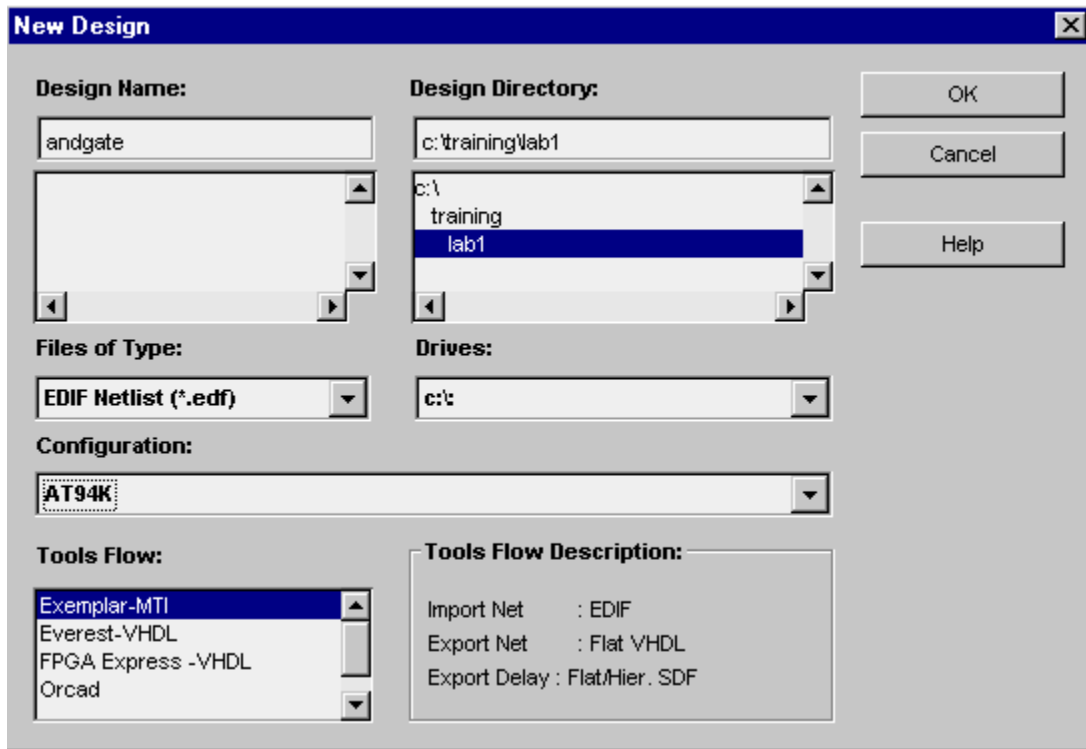 New Design
Design Name:
Design Directory:
OK
andgate
c:\training\lab1
Cancel
c:\
training
lab1
Help
Files of Type:
Drives:
EDIF Netlist (*.edf)
c:\:
Configuration:
AT94K
Tools Flow:
Tools Flow Description:
Exemplar-MTI
Everest-VHDL
FPGA Express -VHDL
Orcad
Import Net : EDIF
Export Net : Flat VHDL
Export Delay : Flat/Hier. SDF